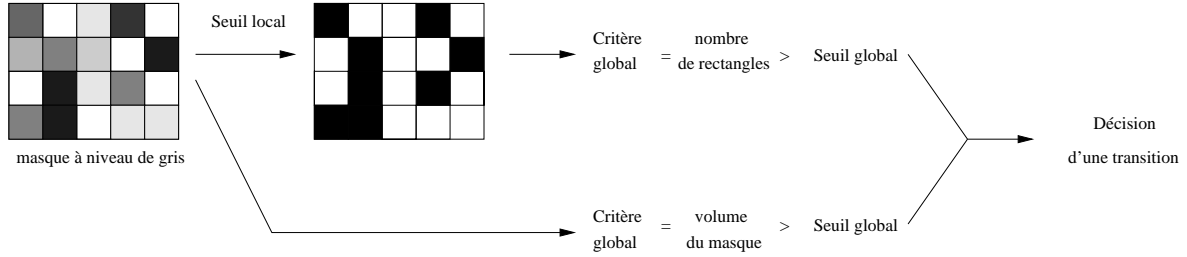 Seuil local
masque à niveau de gris
Critère
global
=
nombre
de rectangles
>
Seuil global
Critère
global
=
volume
du masque
>
Seuil global
Décision
d'une transition